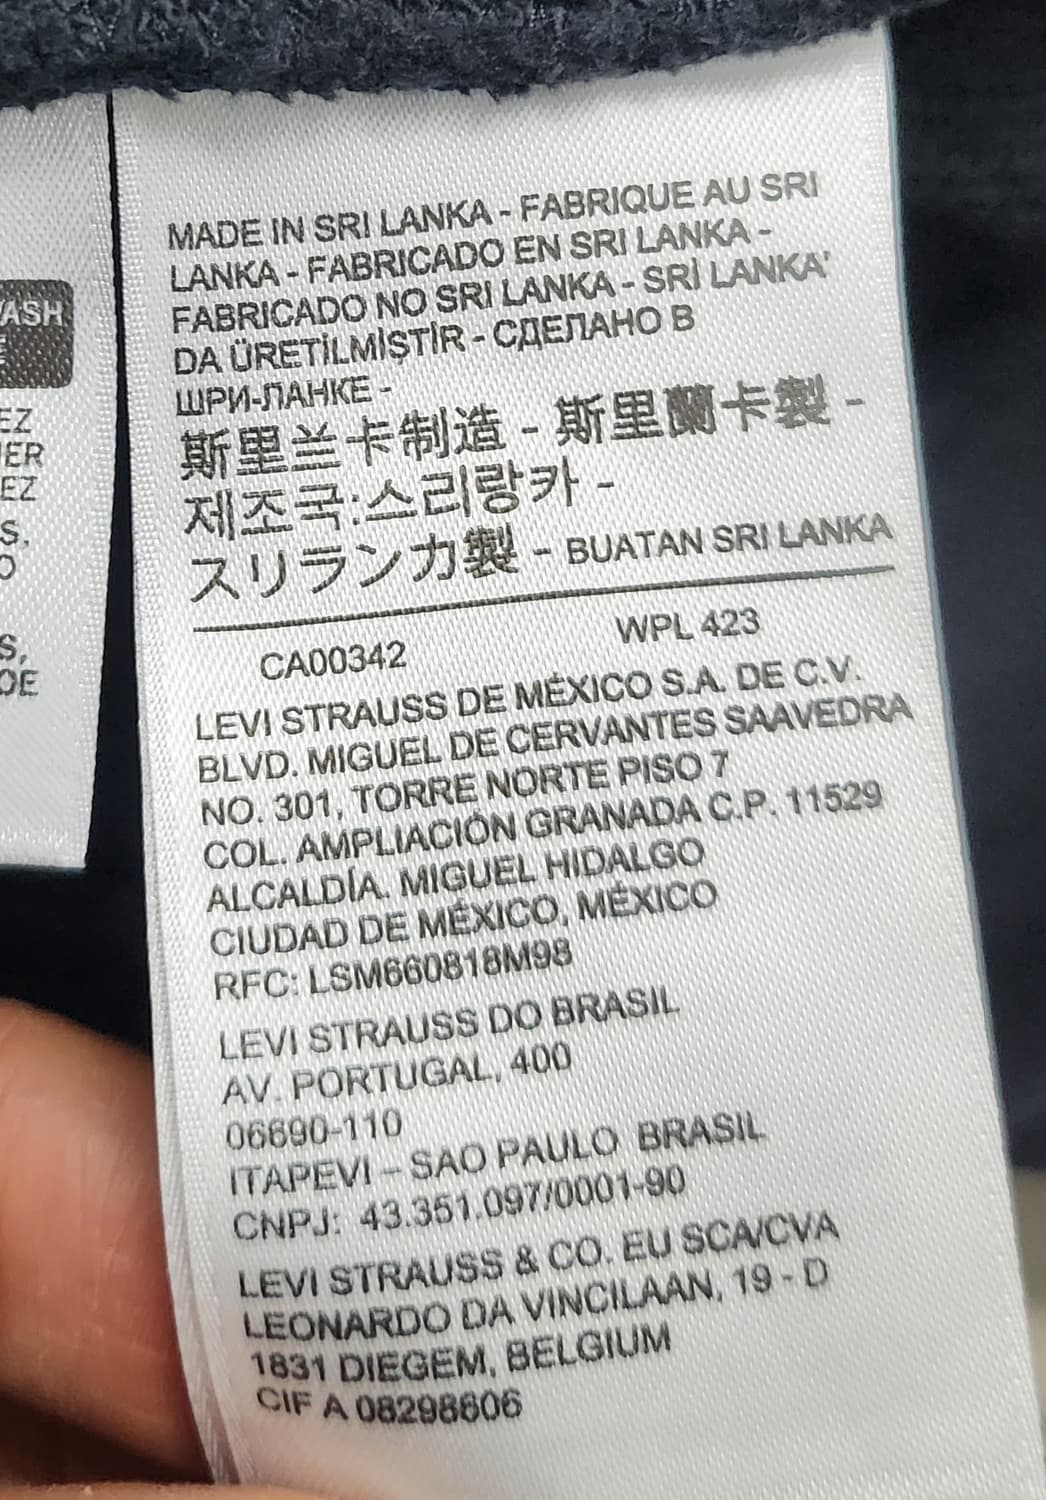 MADE IN SRI LANKA - FABRIQUE AU SRI
LANKA - FABRICADO EN SRI LANKA -
FABRICADO NO SRI LANKA - SRİ LANKA'
DA ÜRETİLMİŞTİR - СДЕЛАНО В
ШРИ-ЛАНКЕ -
斯里兰卡制造 - 斯里蘭卡製 -
제조국:스리랑카 -
スリランカ製 - BUATAN SRI LANKA
CA00342 WPL 423
LEVI STRAUSS DE MÉXICO S.A. DE C.V.
BLVD. MIGUEL DE CERVANTES SAAVEDRA
NO. 301, TORRE NORTE PISO 7
COL. AMPLIACIÓN GRANADA C.P. 11529
ALCALDÍA. MIGUEL HIDALGO
CIUDAD DE MÉXICO, MÉXICO
RFC: LSM660818M98
LEVI STRAUSS DO BRASIL
AV. PORTUGAL, 400
06690-110
ITAPEVI – SAO PAULO BRASIL
CNPJ: 43.351.097/0001-90
LEVI STRAUSS & CO. EU SCA/CVA
LEONARDO DA VINCILAAN, 19 - D
1831 DIEGEM, BELGIUM
CIF A 08298606